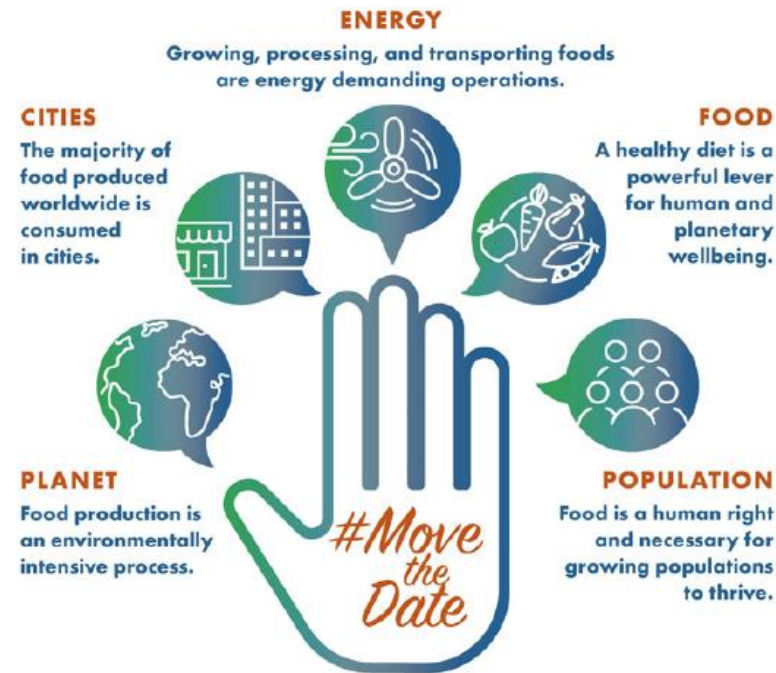 ENERGY
Growing, processing, and transporting foods
are energy demanding operations.
CITIES
The majority of
food produced
worldwide is
consumed
in cities.
FOOD
A healthy diet is a
powerful lever
for human and
planetary
wellbeing.
PLANET
Food production is
an environmentally
intensive process.
POPULATION
Food is a human right
and necessary for
growing populations
to thrive.
#Move
the
Date